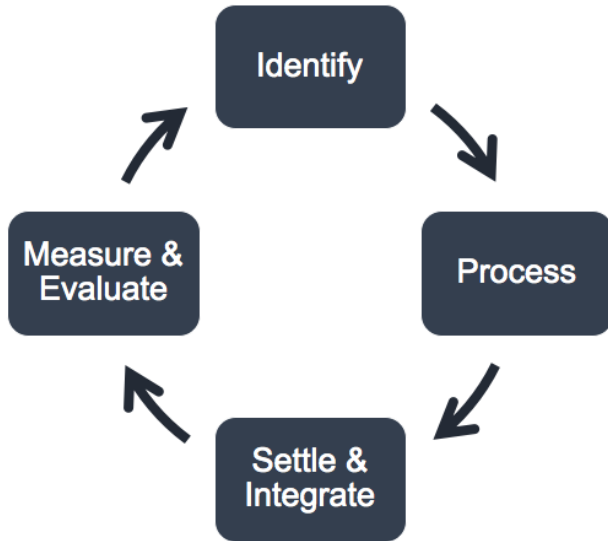 Identify
Process
Settle &
Integrate
Measure &
Evaluate